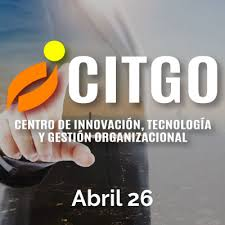 CITGO
CENTRO DE INNOVACIÓN, TECNOLOGÍA
Y GESTIÓN ORGANIZACIONAL
Abril 26